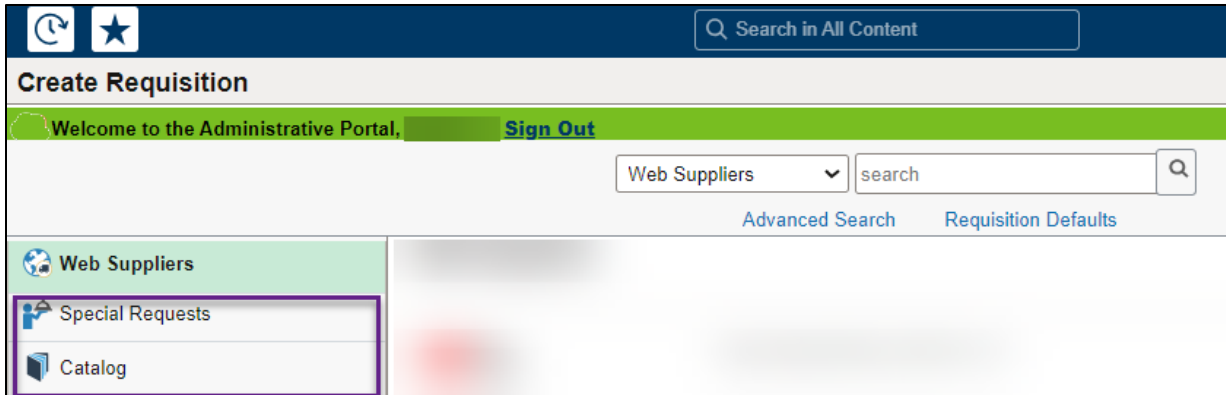 Search in All Content
Create Requisition
Welcome to the Administrative Portal, Sign Out
Web Suppliers search
Advanced Search Requisition Defaults
Web Suppliers
Special Requests
Catalog